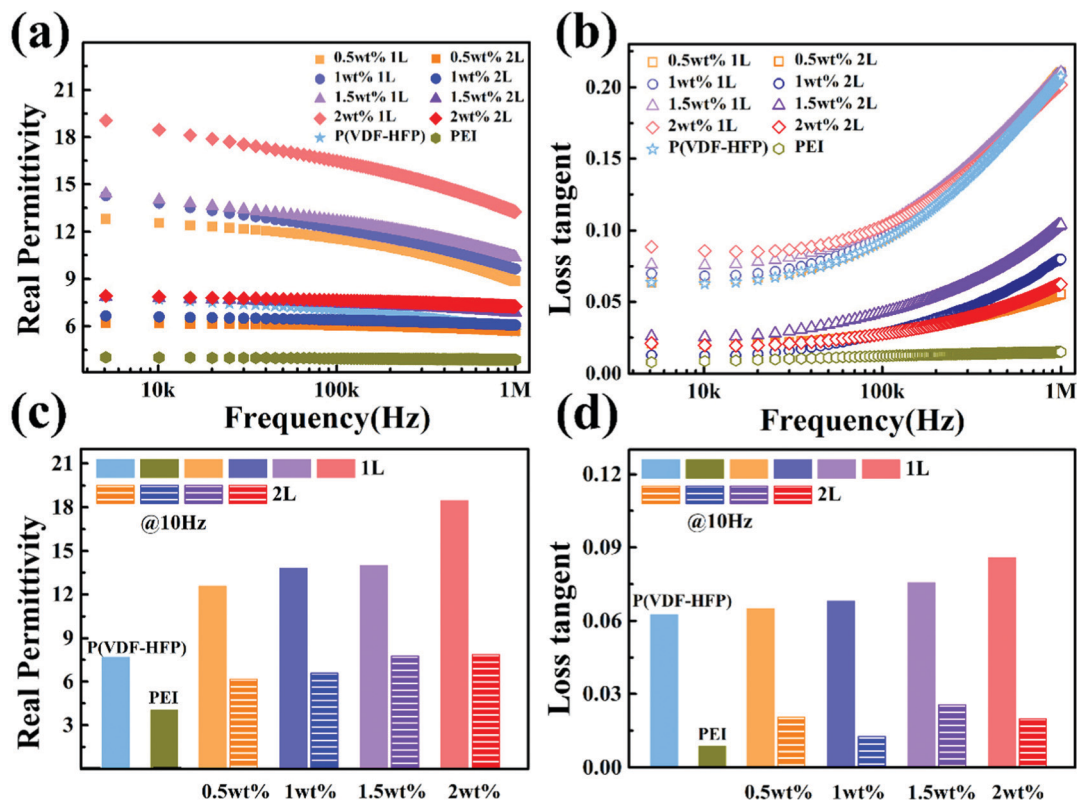 (a)
Real Permittivity
21
18
15
12
9
6
10k 100k 1M
Frequency(Hz)
0.5wt% 1L 0.5wt% 2L
1wt% 1L 1wt% 2L
1.5wt% 1L 1.5wt% 2L
2wt% 1L 2wt% 2L
P(VDF-HFP) PEI
(b)
Loss tangent
0.20
0.15
0.10
0.05
0.00
10k 100k 1M
Frequency(Hz)
0.5wt% 1L 0.5wt% 2L
1wt% 1L 1wt% 2L
1.5wt% 1L 1.5wt% 2L
2wt% 1L 2wt% 2L
P(VDF-HFP) PEI
(c)
Real Permittivity
21
18
15
12
9
6
3
1L
2L
@10Hz
P(VDF-HFP)
PEI
0.5wt% 1wt% 1.5wt% 2wt%
(d)
Loss tangent
0.12
0.09
0.06
0.03
0.00
1L
2L
@10Hz
P(VDF-HFP)
PEI
0.5wt% 1wt% 1.5wt% 2wt%